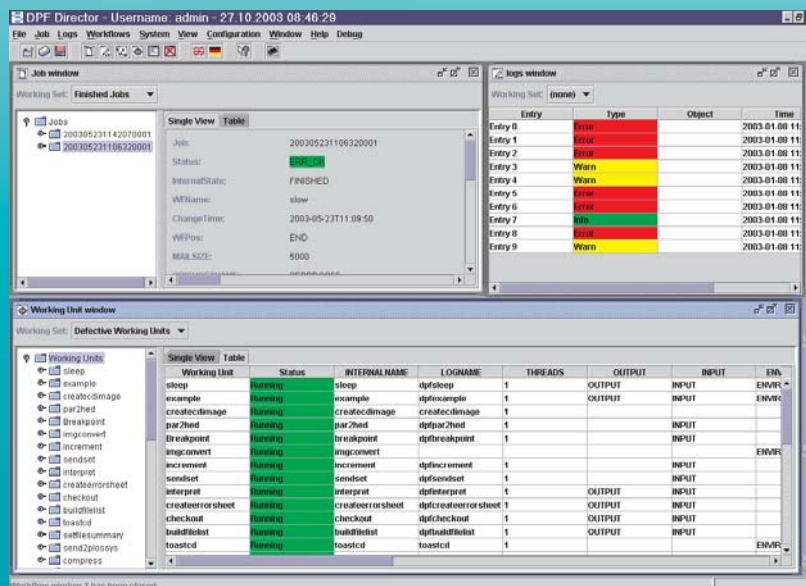 DPF Director - Username: admin - 27.10.2003 08:46:29
File Job Logs Workflows System View Configuration Window Help Debug
Job window
Working Set: Finished Jobs
Jobs
200305231142070001
200305231106320001
Single View Table
Job: 200305231106320001
Status: ERR_OK
InternalState: FINISHED
WFName: slow
ChangeTime: 2003-05-23T11:09:50
WFPos: END
MAILSIZE: 5000
logs window
Working Set: (none)
Entry Type Object Time
Entry 0 Error 2003-01-08 11:
Entry 1 Error 2003-01-08 11:
Entry 2 Error 2003-01-08 11:
Entry 3 Warn 2003-01-08 11:
Entry 4 Warn 2003-01-08 11:
Entry 5 Error 2003-01-08 11:
Entry 6 Error 2003-01-08 11:
Entry 7 Info 2003-01-08 11:
Entry 8 Error 2003-01-08 11:
Entry 9 Warn 2003-01-08 11:
Working Unit window
Working Set: Defective Working Units
Working Units
sleep
example
createcdimage
par2hed
Breakpoint
imgconvert
increment
sendset
interpret
createerrorsheet
checkout
buildfilelist
toastcd
setfilesummary
send2plossys
compress
Single View Table
Working Unit Status INTERNALNAME LOGNAME THREADS OUTPUT INPUT ENV
sleep Running sleep dpfsleep 1 OUTPUT INPUT ENVIR
example Running example dpfexample 1 OUTPUT INPUT ENVIR
createcdimage Running createcdimage createcdimage 1
par2hed Running par2hed dpfpar2hed 1 INPUT
Breakpoint Running breakpoint dpfbreakpoint 1 INPUT
imgconvert Running imgconvert ENVIR
increment Running increment dpfincrement 1 INPUT
sendset Running sendset dpfsendset 1 INPUT
interpret Running interpret dpfinterpret 1 OUTPUT INPUT
createerrorsheet Running createerrorsheet dpfcreateerrorsheet 1 OUTPUT INPUT
checkout Running checkout dpfcheckout 1 OUTPUT INPUT
buildfilelist Running buildfilelist dpfbuildfilelist 1 OUTPUT INPUT
toastcd Running toastcd toastcd 1 ENVIR